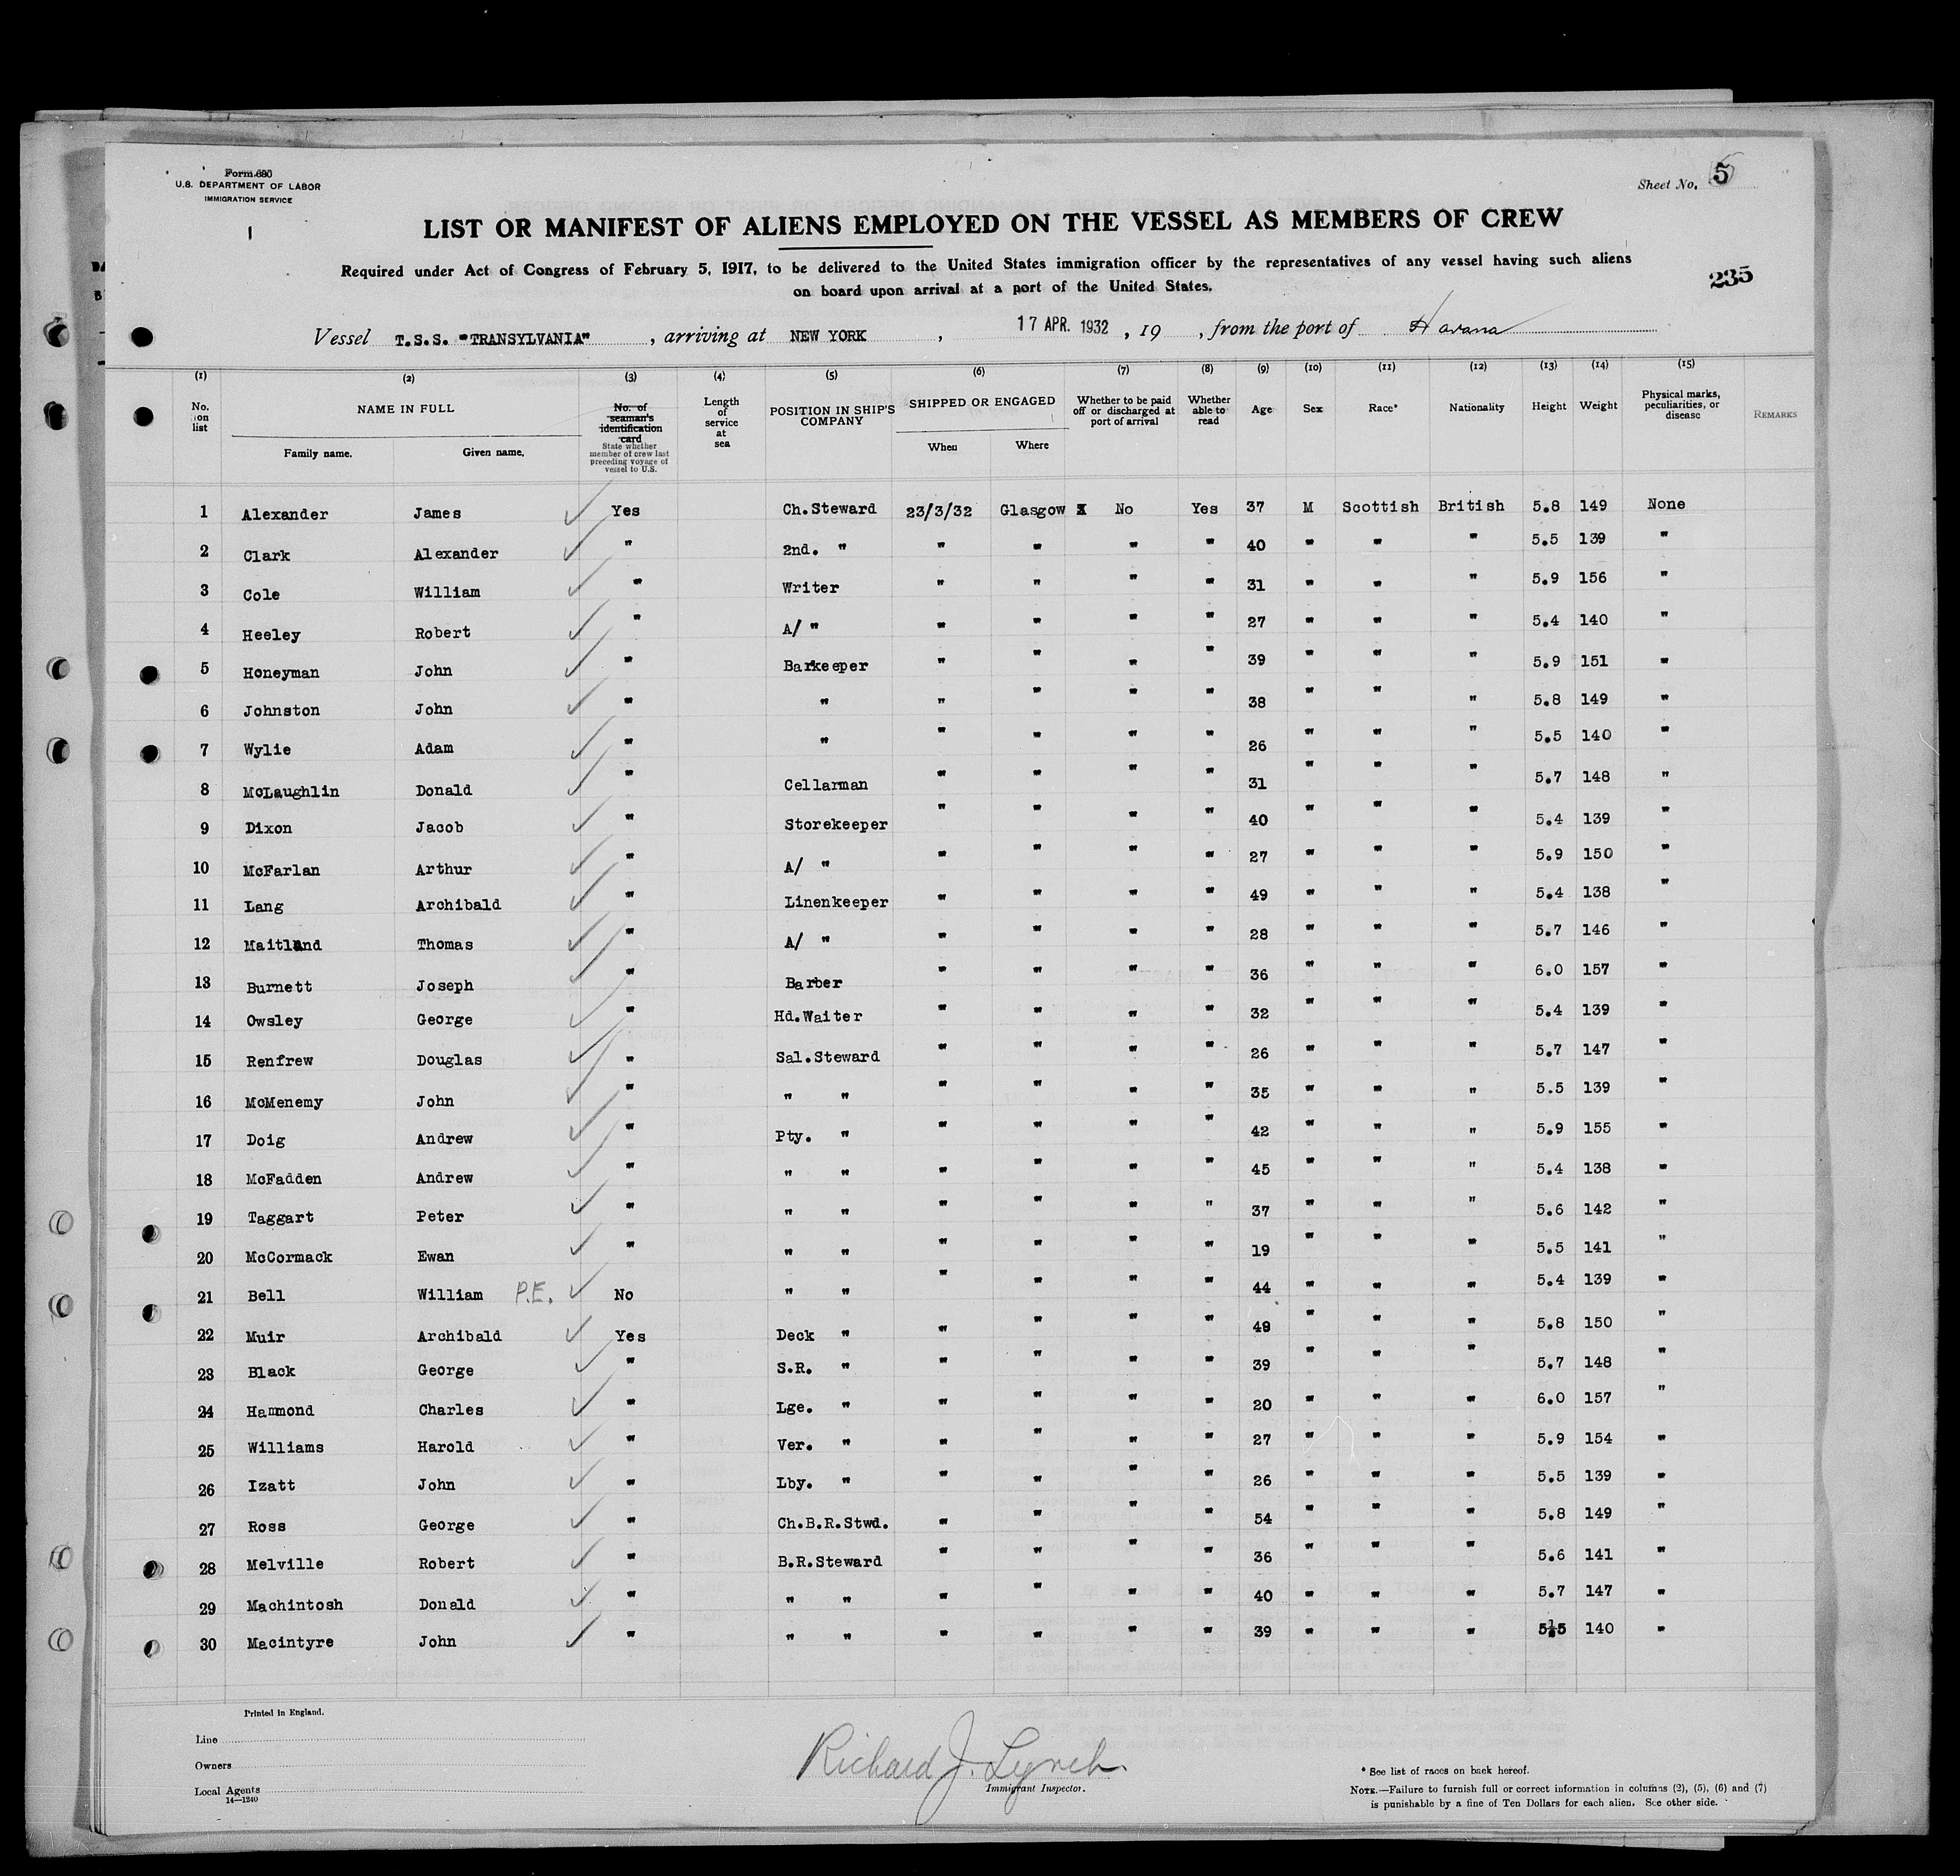 Form 680
U.S. DEPARTMENT OF LABOR
IMMIGRATION SERVICE
Sheet No. 5
LIST OR MANIFEST OF ALIENS EMPLOYED ON THE VESSEL AS MEMBERS OF CREW
Required under Act of Congress of February 5, 1917, to be delivered to the United States immigration officer by the representatives of any vessel having such aliens
on board upon arrival at a port of the United States.
235
Vessel T.S.S. "TRANSYLVANIA", arriving at NEW YORK, 17 APR. 1932, 19 , from the port of Havana
(1) (2) (3) (4) (5) (6) (7) (8) (9) (10) (11) (12) (13) (14) (15)
No. on list NAME IN FULL Family name. Given name. No. of seaman's identification card State whether member of crew last preceding voyage of vessel to U.S. Length of service at sea POSITION IN SHIP'S COMPANY SHIPPED OR ENGAGED When Where Whether to be paid off or discharged at port of arrival Whether able to read Age Sex Race* Nationality Height Weight Physical marks, peculiarities, or disease REMARKS
1 Alexander James Yes Ch.Steward 23/3/32 Glasgow No Yes 37 M Scottish British 5.8 149 None
2 Clark Alexander " 2nd. " " " " " 40 " " " 5.5 139 "
3 Cole William " Writer " " " " 31 " " " 5.9 156 "
4 Heeley Robert " A/ " " " " " 27 " " " 5.4 140 "
5 Honeyman John " Barkeeper " " " " 39 " " " 5.9 151 "
6 Johnston John " " " " " " 38 " " " 5.8 149 "
7 Wylie Adam " " " " " " 26 " " " 5.5 140 "
8 McLaughlin Donald " Cellarman " " " " 31 " " " 5.7 148 "
9 Dixon Jacob " Storekeeper " " " " 40 " " " 5.4 139 "
10 McFarlan Arthur " A/ " " " " " 27 " " " 5.9 150 "
11 Lang Archibald " Linenkeeper " " " " 49 " " " 5.4 138 "
12 Maitland Thomas " A/ " " " " " 28 " " " 5.7 146 "
13 Burnett Joseph " Barber " " " " 36 " " " 6.0 157 "
14 Owsley George " Hd.Waiter " " " " 32 " " " 5.4 139 "
15 Renfrew Douglas " Sal.Steward " " " " 26 " " " 5.7 147 "
16 McMenemy John " " " " " " " 35 " " " 5.5 139 "
17 Doig Andrew " Pty. " " " " " 42 " " " 5.9 155 "
18 McFadden Andrew " " " " " " " 45 " " " 5.4 138 "
19 Taggart Peter " " " " " " " 37 " " " 5.6 142 "
20 McCormack Ewan " " " " " " " 19 " " " 5.5 141 "
21 Bell William P.E. No " " " " " " 44 " " " 5.4 139 "
22 Muir Archibald Yes Deck " " " " " 49 " " " 5.8 150 "
23 Black George " S.R. " " " " " 39 " " " 5.7 148 "
24 Hammond Charles " Lge. " " " " " 20 " " " 6.0 157 "
25 Williams Harold " Ver. " " " " " 27 " " " 5.9 154 "
26 Izatt John " Lby. " " " " " 26 " " " 5.5 139 "
27 Ross George " Ch.B.R.Stwd. " " " " 54 " " " 5.8 149 "
28 Melville Robert " B.R.Steward " " " " 36 " " " 5.6 141 "
29 Machintosh Donald " " " " " " " 40 " " " 5.7 147 "
30 Macintyre John " " " " " " " 39 " " " 5.5 140 "
Printed in England.
Line
Owners
Local Agents
14—1240
Richard J. Lynch
Immigrant Inspector.
* See list of races on back hereof.
NOTE.—Failure to furnish full or correct information in columns (2), (5), (6) and (7)
is punishable by a fine of Ten Dollars for each alien. See other side.